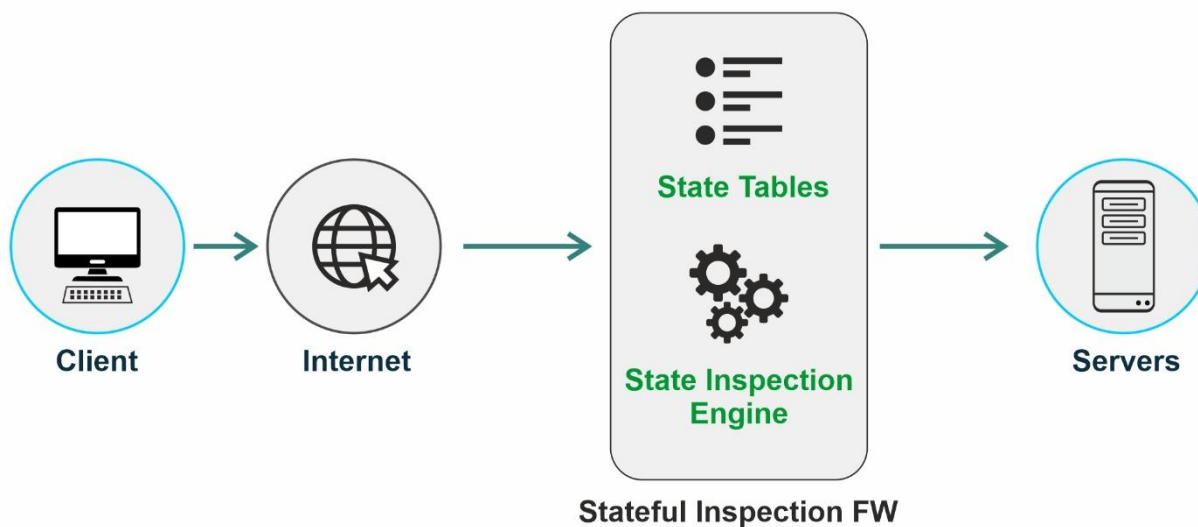 State Tables
State Inspection
Engine
Client
Internet
Servers
Stateful Inspection FW